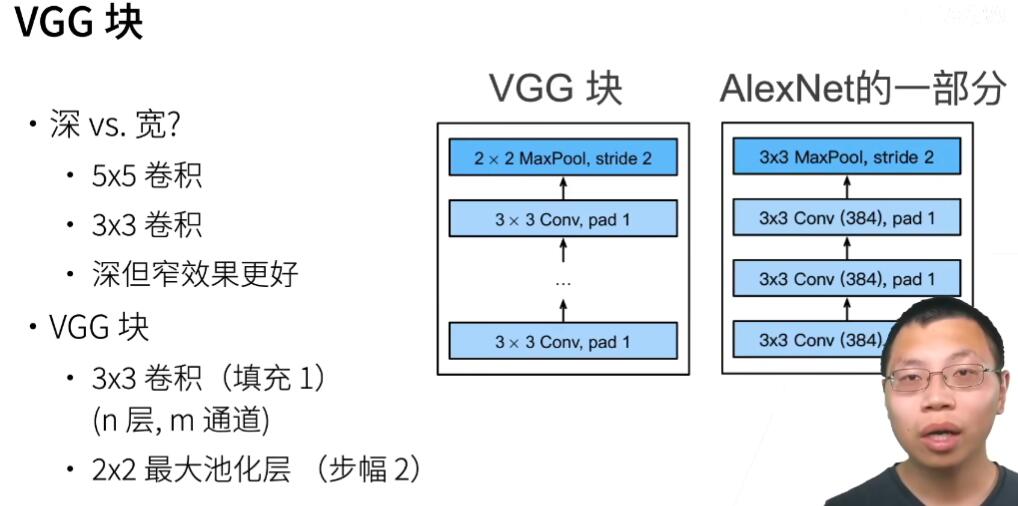 VGG 块
• 深 vs. 宽?
• 5x5 卷积
• 3x3 卷积
• 深但窄效果更好
• VGG 块
• 3x3 卷积（填充 1）
(n 层, m 通道)
• 2x2 最大池化层 （步幅 2）
VGG 块
2 × 2 MaxPool, stride 2
3 × 3 Conv, pad 1
...
3 × 3 Conv, pad 1
AlexNet的一部分
3x3 MaxPool, stride 2
3x3 Conv (384), pad 1
3x3 Conv (384), pad 1
3x3 Conv (384),